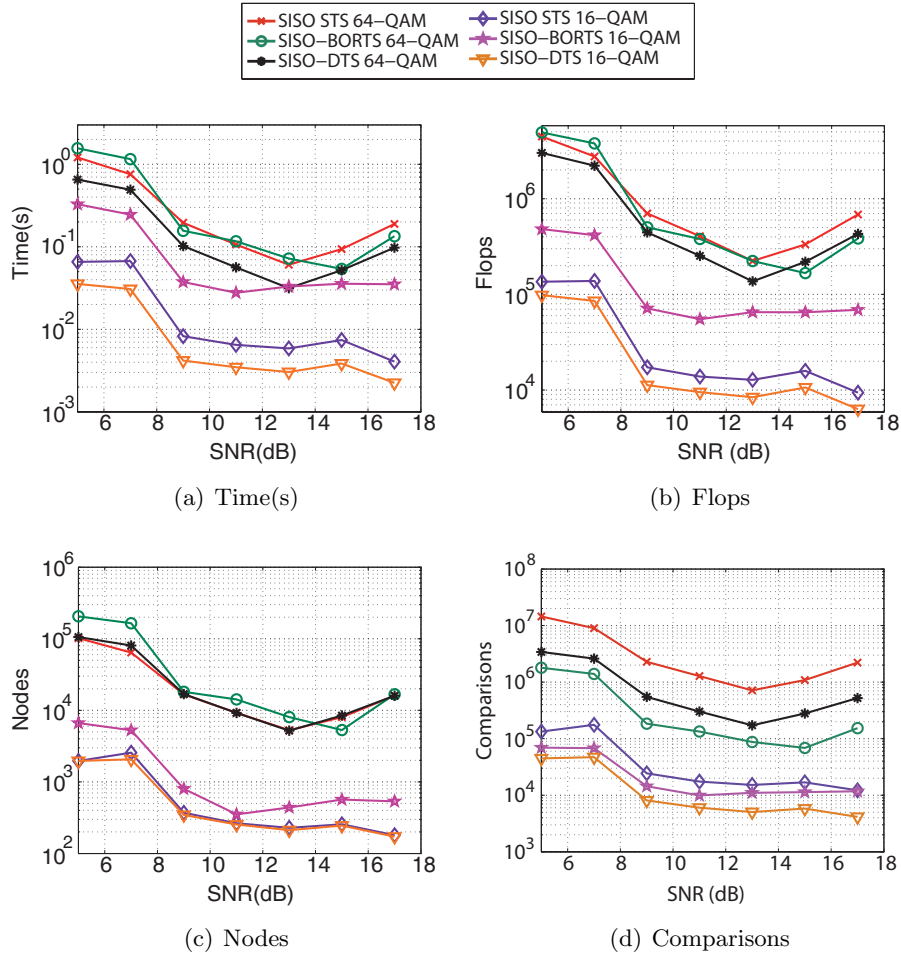 SISO STS 64−QAM
SISO−BORTS 64−QAM
SISO−DTS 64−QAM
SISO STS 16−QAM
SISO−BORTS 16−QAM
SISO−DTS 16−QAM
10^0
10^-1
10^-2
10^-3
Time(s)
6 8 10 12 14 16 18
SNR(dB)
(a) Time(s)
10^6
10^5
10^4
Flops
6 8 10 12 14 16 18
SNR (dB)
(b) Flops
10^6
10^5
10^4
10^3
10^2
Nodes
6 8 10 12 14 16 18
SNR(dB)
(c) Nodes
10^8
10^7
10^6
10^5
10^4
10^3
Comparisons
6 8 10 12 14 16 18
SNR (dB)
(d) Comparisons